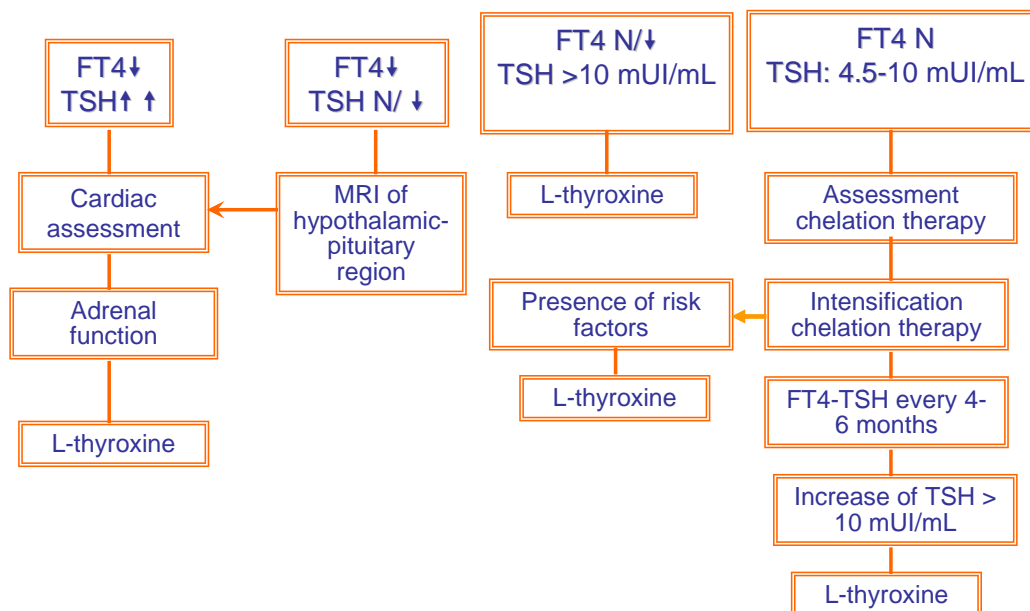 FT4↓
TSH↑ ↑
FT4↓
TSH N/ ↓
FT4 N/↓
TSH >10 mUI/mL
FT4 N
TSH: 4.5-10 mUI/mL
Cardiac
assessment
MRI of
hypothalamic-
pituitary
region
L-thyroxine
Assessment
chelation therapy
Adrenal
function
Presence of risk
factors
Intensification
chelation therapy
L-thyroxine
L-thyroxine
FT4-TSH every 4-
6 months
Increase of TSH >
10 mUI/mL
L-thyroxine